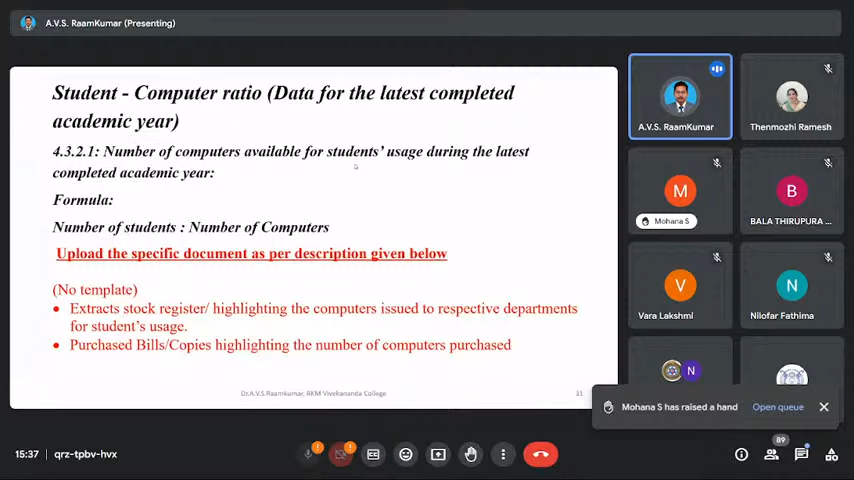 A.V.S. RaamKumar (Presenting)
Student - Computer ratio (Data for the latest completed
academic year)
4.3.2.1: Number of computers available for students’ usage during the latest
completed academic year:
Formula:
Number of students : Number of Computers
Upload the specific document as per description given below
(No template)
• Extracts stock register/ highlighting the computers issued to respective departments
for student’s usage.
• Purchased Bills/Copies highlighting the number of computers purchased
Dr.A.V.S.Raamkumar, RKM Vivekananda College
31
A.V.S. RaamKumar
Thenmozhi Ramesh
M
Mohana S
B
BALA THIRUPURA ...
V
Vara Lakshmi
N
Nilofar Fathima
N
Mohana S has raised a hand
Open queue
15:37 | qrz-tpbv-hvx
89